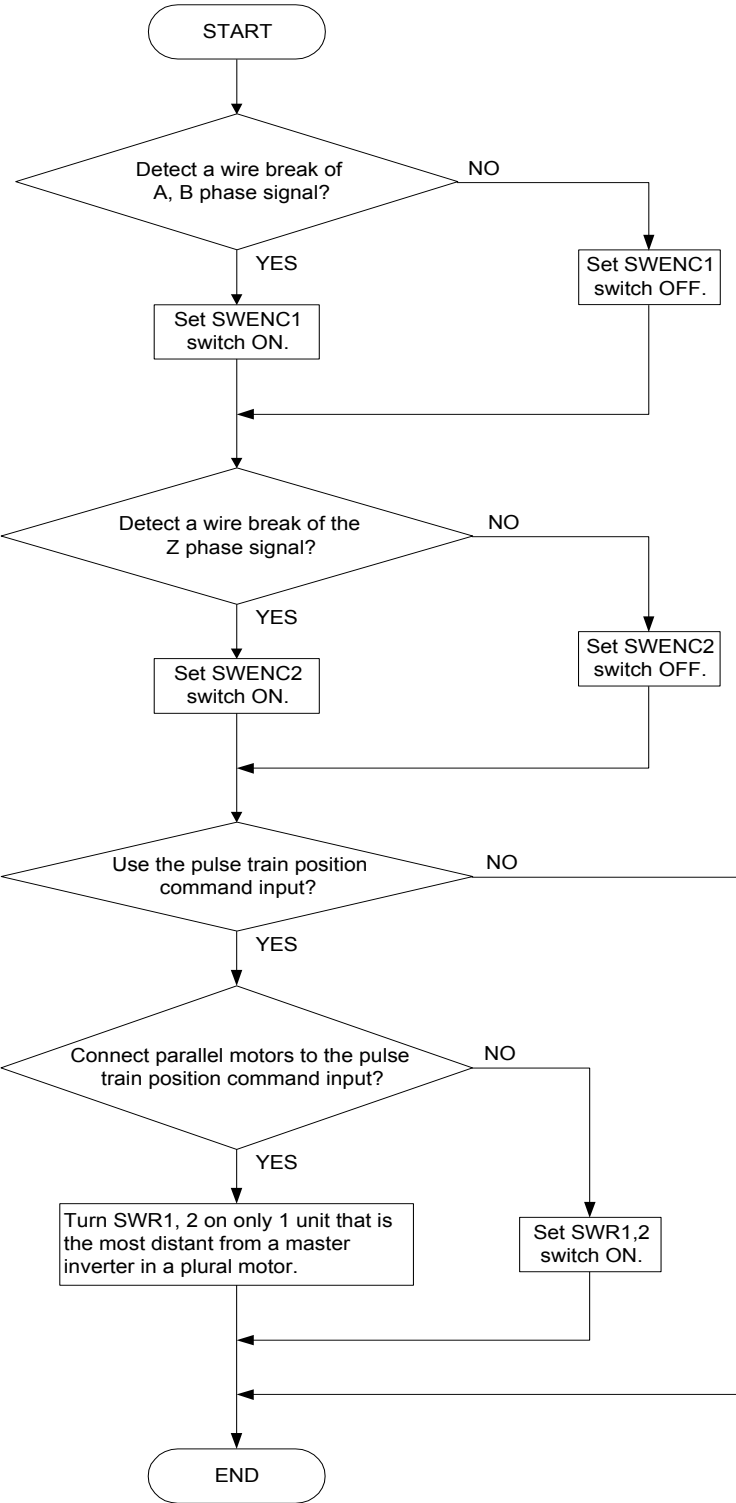 START
Detect a wire break of
A, B phase signal?
NO
YES
Set SWENC1
switch ON.
Set SWENC1
switch OFF.
Detect a wire break of the
Z phase signal?
NO
YES
Set SWENC2
switch ON.
Set SWENC2
switch OFF.
Use the pulse train position
command input?
NO
YES
Connect parallel motors to the pulse
train position command input?
NO
YES
Turn SWR1, 2 on only 1 unit that is
the most distant from a master
inverter in a plural motor.
Set SWR1,2
switch ON.
END